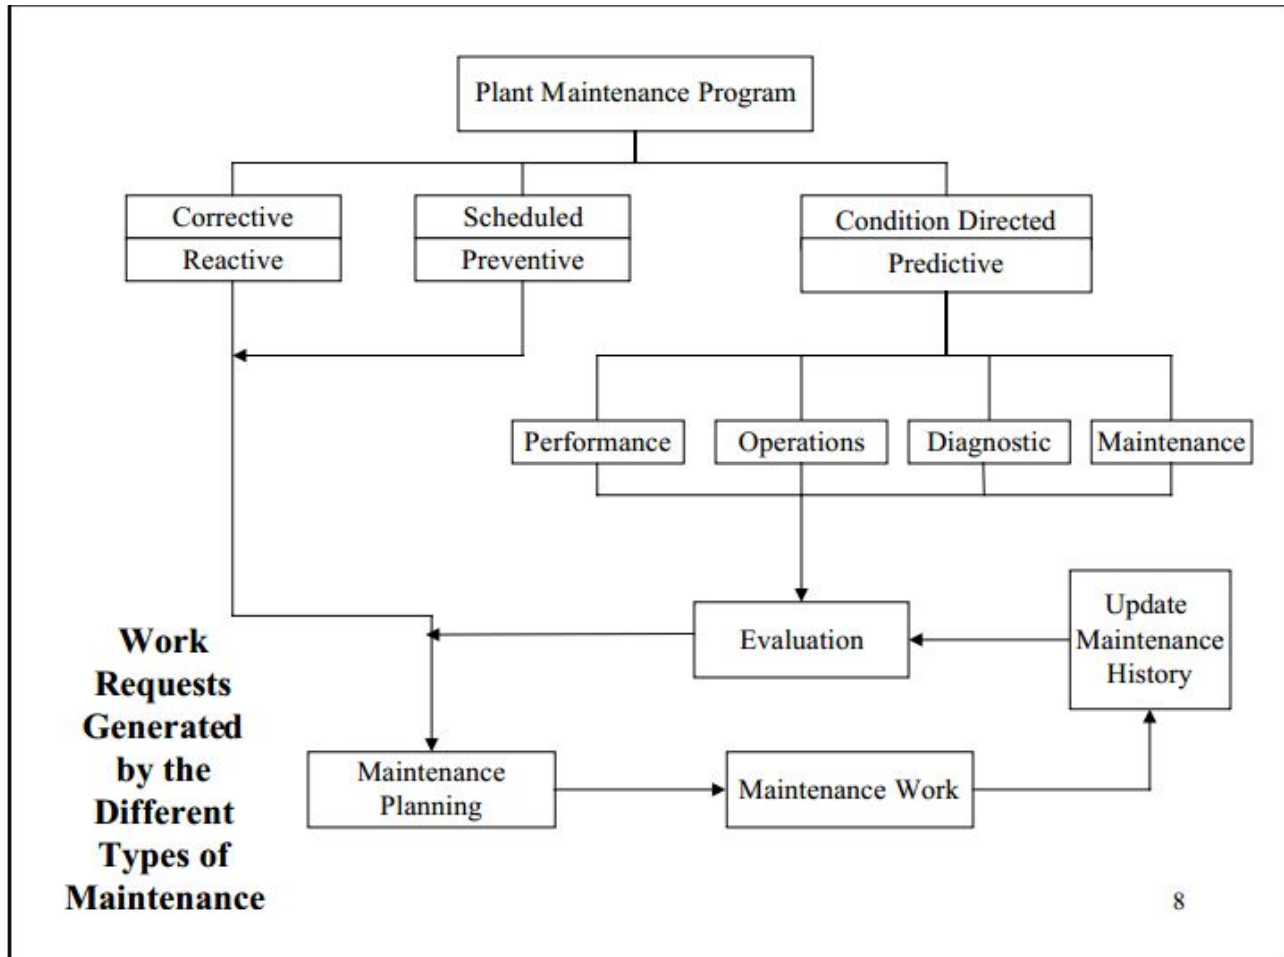 Plant Maintenance Program
Corrective
Reactive
Scheduled
Preventive
Condition Directed
Predictive
Performance
Operations
Diagnostic
Maintenance
Evaluation
Update
Maintenance
History
Maintenance
Planning
Maintenance Work
Work
Requests
Generated
by the
Different
Types of
Maintenance
8